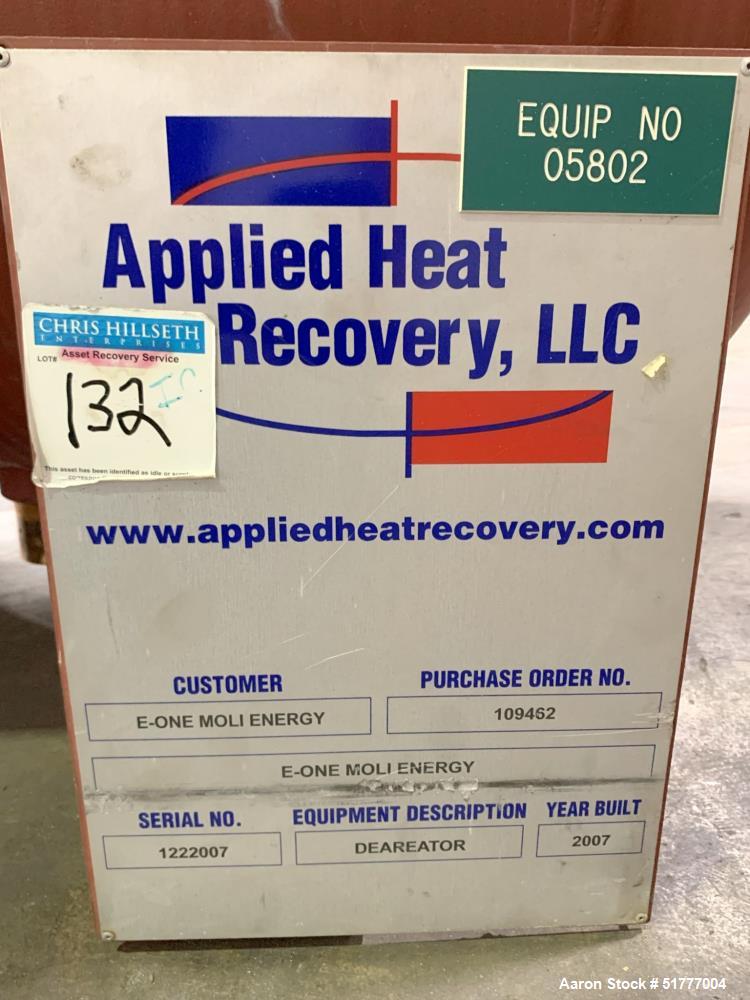 EQUIP NO
05802
Applied Heat
Recovery, LLC
CHRIS HILLSETH
ENTERPRISES
LOT# Asset Recovery Service
132
This asset has been identified as idle or
www.appliedheatrecovery.com
CUSTOMER
PURCHASE ORDER NO.
E-ONE MOLI ENERGY
109462
E-ONE MOLI ENERGY
SERIAL NO.
EQUIPMENT DESCRIPTION
YEAR BUILT
1222007
DEAREATOR
2007
Aaron Stock # 51777004